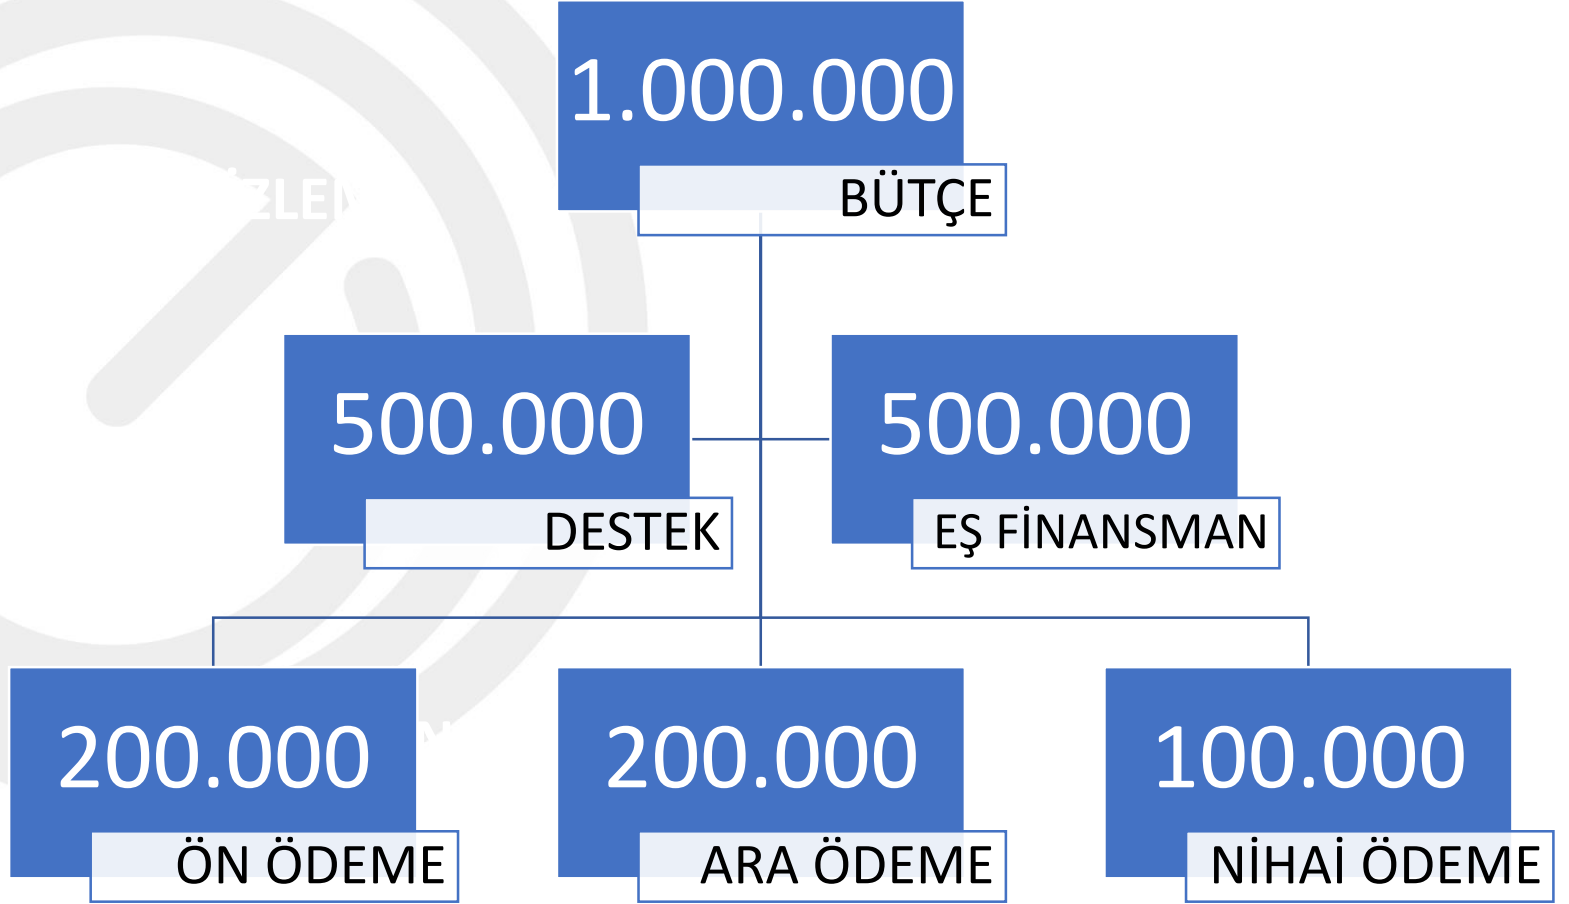 1.000.000
BÜTÇE
500.000
DESTEK
500.000
EŞ FİNANSMAN
200.000
ÖN ÖDEME
200.000
ARA ÖDEME
100.000
NİHAİ ÖDEME